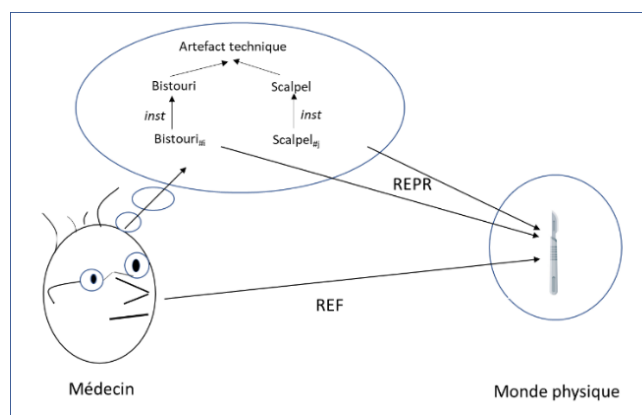 Artefact technique
Bistouri Scalpel
inst inst
Bistouri#i Scalpel#j
REPR
REF
Médecin
Monde physique